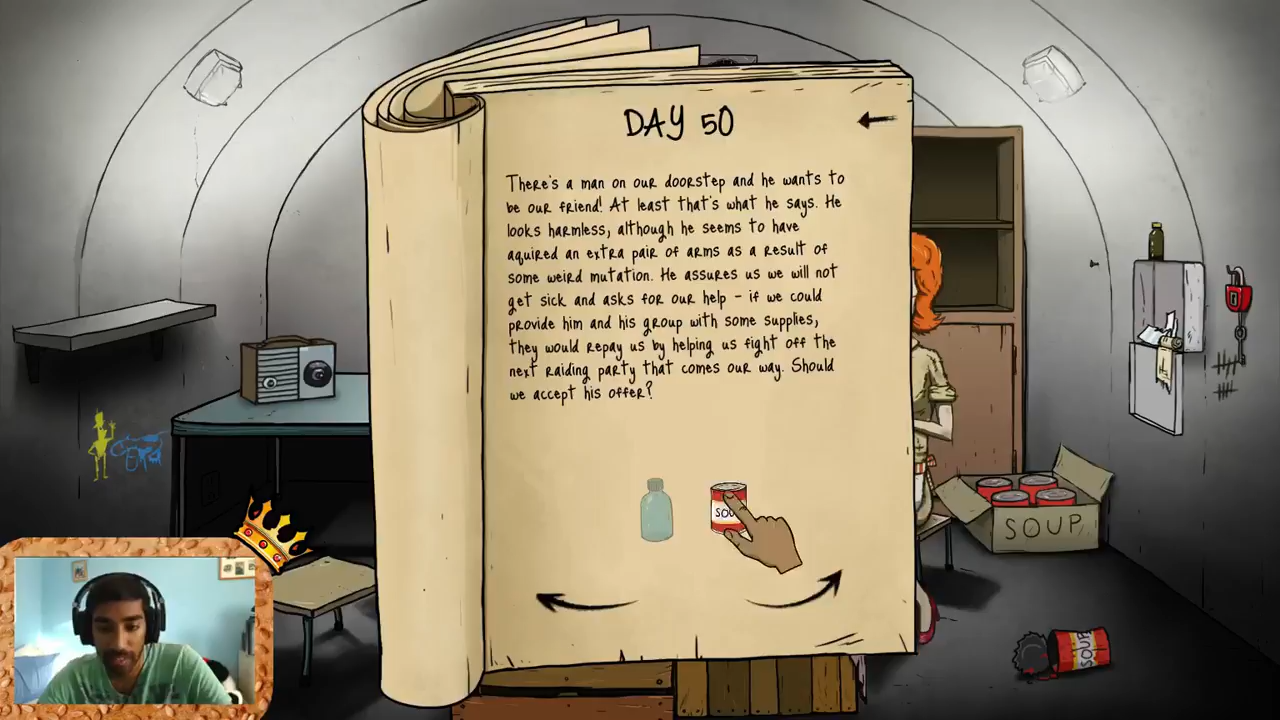 DAY 50
There's a man on our doorstep and he wants to
be our friend! At least that's what he says. He
looks harmless, although he seems to have
aquired an extra pair of arms as a result of
some weird mutation. He assures us we will not
get sick and asks for our help - if we could
provide him and his group with some supplies,
they would repay us by helping us fight off the
next raiding party that comes our way. Should
we accept his offer?
SOUP
SOUP